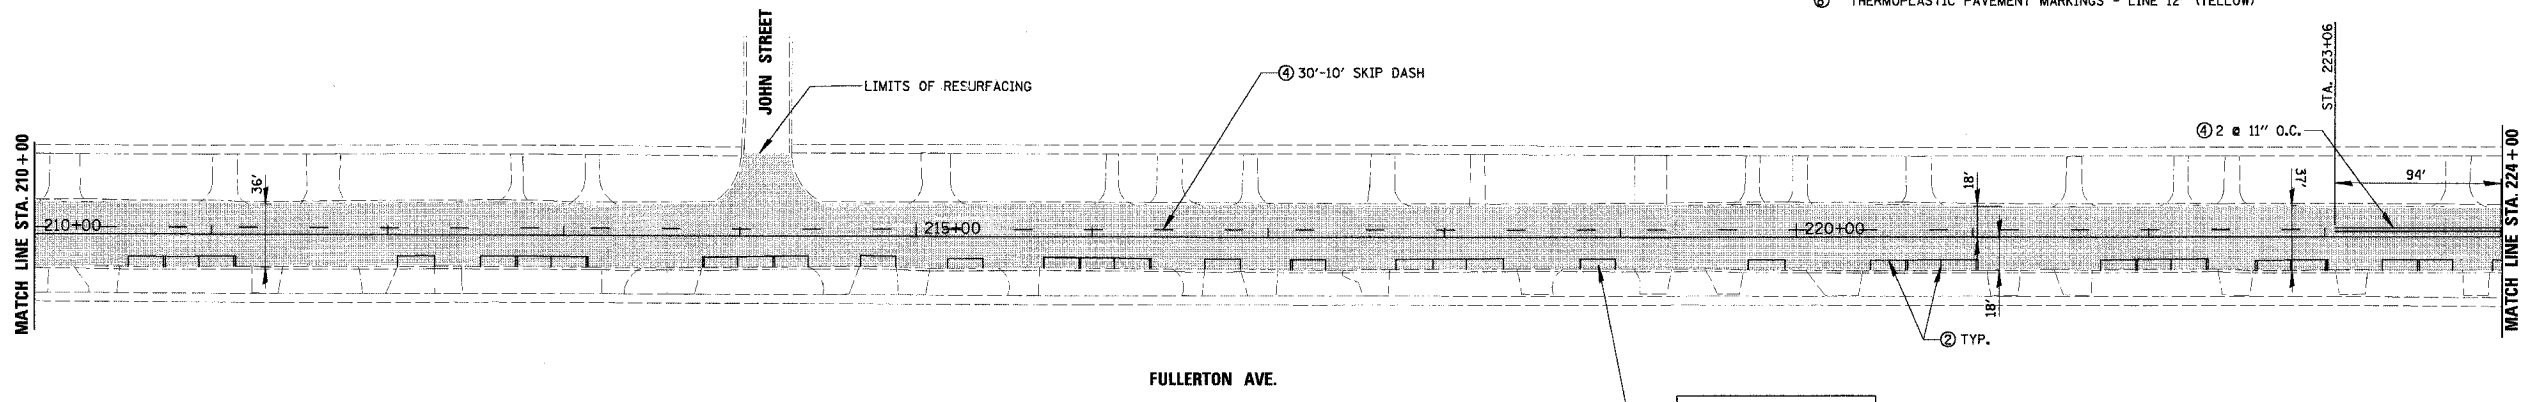 ⑥ THERMOPLASTIC PAVEMENT MARKINGS - LINE 12" (YELLOW)
JOHN STREET
LIMITS OF RESURFACING
④ 30'-10' SKIP DASH
STA. 223+06
④ 2 @ 11" O.C.
MATCH LINE STA. 210+00
36'
18'
37'
94'
MATCH LINE STA. 224+00
210+00
215+00
220+00
18'
② TYP.
FULLERTON AVE.